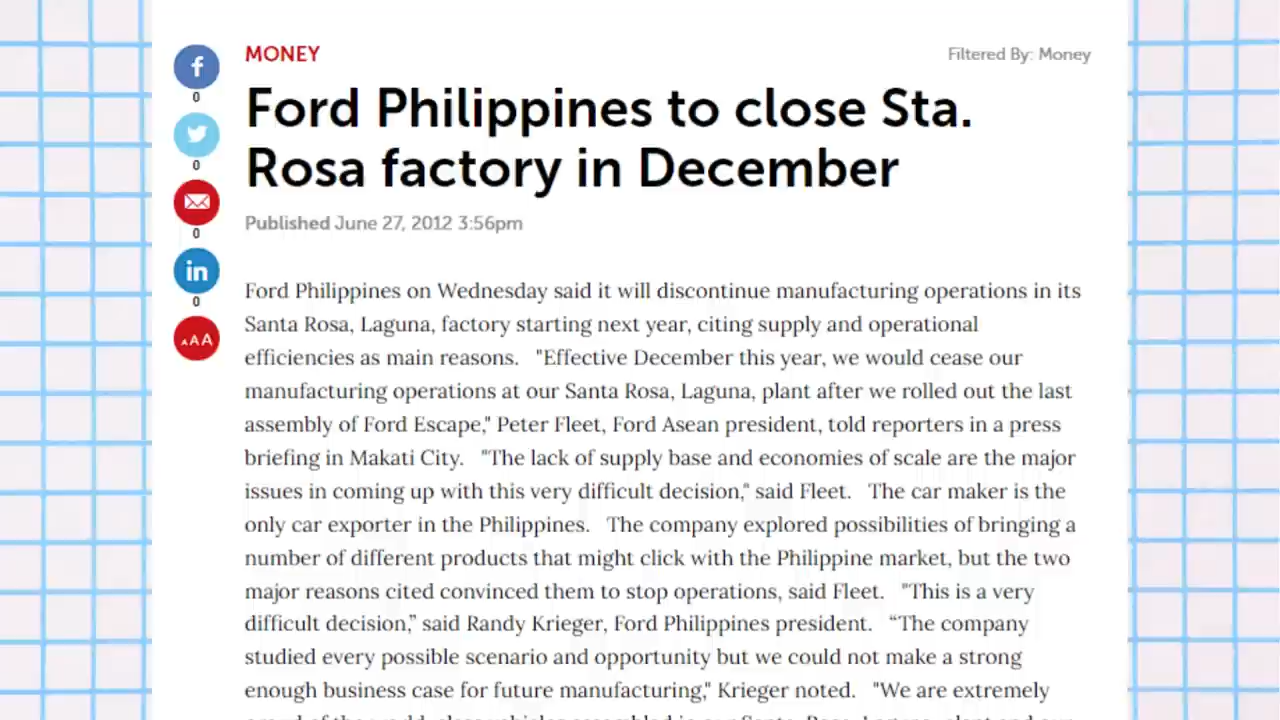 MONEY
Filtered By: Money
Ford Philippines to close Sta.
Rosa factory in December
Published June 27, 2012 3:56pm
f
0
0
0
in
0
AAA
Ford Philippines on Wednesday said it will discontinue manufacturing operations in its
Santa Rosa, Laguna, factory starting next year, citing supply and operational
efficiencies as main reasons. "Effective December this year, we would cease our
manufacturing operations at our Santa Rosa, Laguna, plant after we rolled out the last
assembly of Ford Escape," Peter Fleet, Ford Asean president, told reporters in a press
briefing in Makati City. "The lack of supply base and economies of scale are the major
issues in coming up with this very difficult decision," said Fleet. The car maker is the
only car exporter in the Philippines. The company explored possibilities of bringing a
number of different products that might click with the Philippine market, but the two
major reasons cited convinced them to stop operations, said Fleet. "This is a very
difficult decision,” said Randy Krieger, Ford Philippines president. “The company
studied every possible scenario and opportunity but we could not make a strong
enough business case for future manufacturing," Krieger noted. "We are extremely